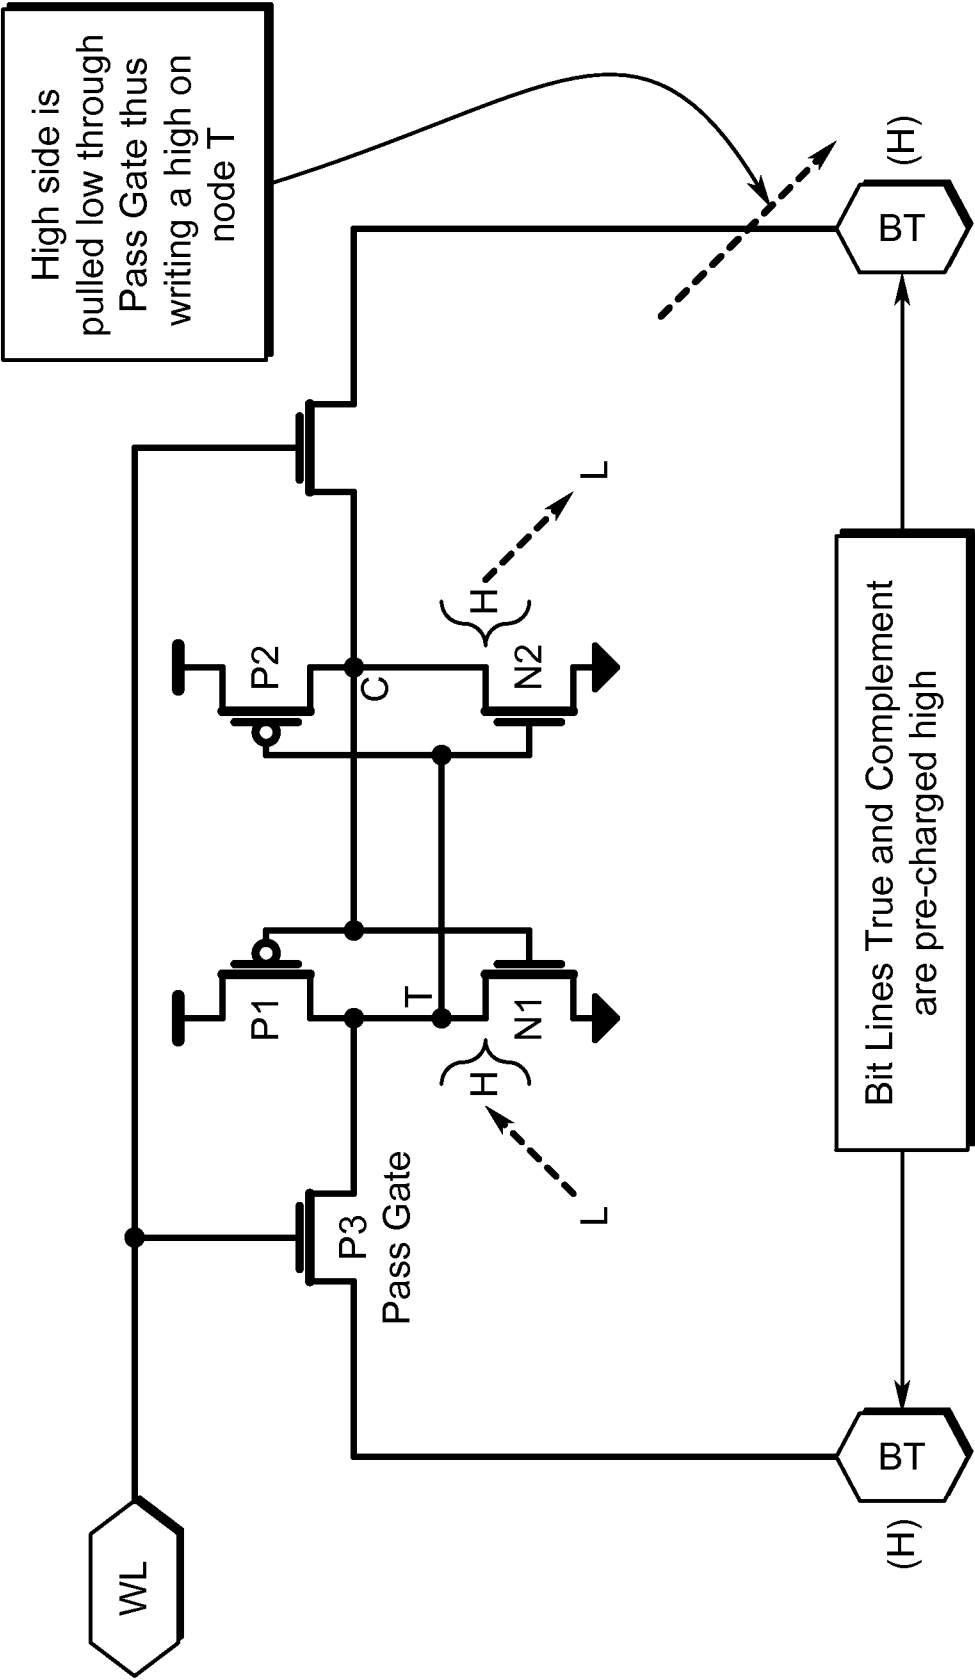 High side is
pulled low through
Pass Gate thus
writing a high on
node T
WL
P1
P2
T
C
P3
Pass Gate
N1
N2
H
L
H
L
(H)
BT
Bit Lines True and Complement
are pre-charged high
BT
(H)